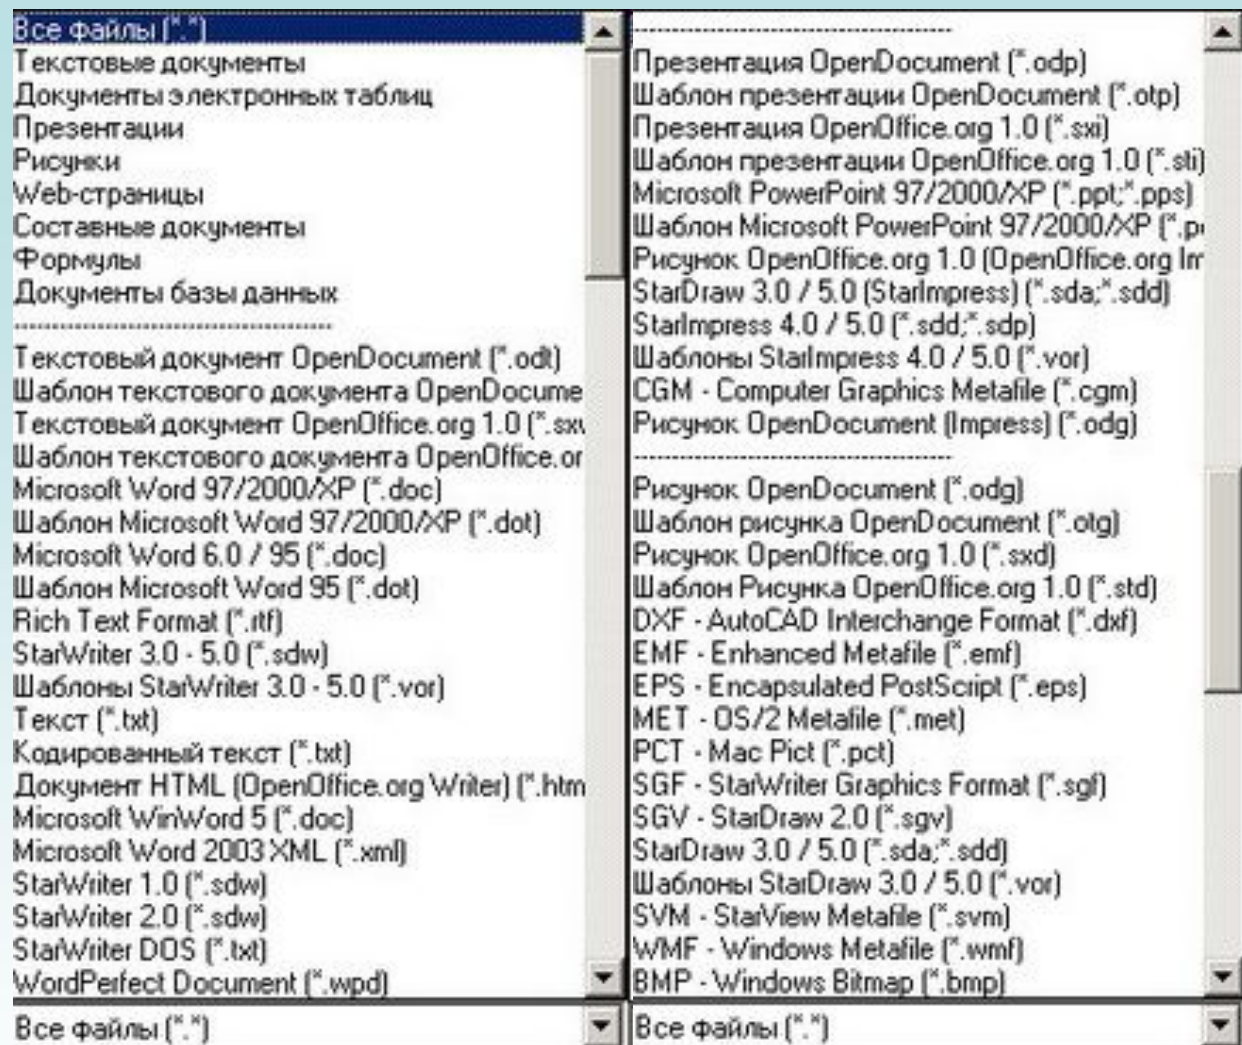 Все файлы (*.*)
Текстовые документы
Документы электронных таблиц
Презентации
Рисунки
Web-страницы
Составные документы
Формулы
Документы базы данных
----------------------------------------
Текстовый документ OpenDocument (*.odt)
Шаблон текстового документа OpenDocume
Текстовый документ OpenOffice.org 1.0 (*.sxw
Шаблон текстового документа OpenOffice.or
Microsoft Word 97/2000/XP (*.doc)
Шаблон Microsoft Word 97/2000/XP (*.dot)
Microsoft Word 6.0 / 95 (*.doc)
Шаблон Microsoft Word 95 (*.dot)
Rich Text Format (*.rtf)
StarWriter 3.0 - 5.0 (*.sdw)
Шаблоны StarWriter 3.0 - 5.0 (*.vor)
Текст (*.txt)
Кодированный текст (*.txt)
Документ HTML (OpenOffice.org Writer) (*.htm
Microsoft WinWord 5 (*.doc)
Microsoft Word 2003 XML (*.xml)
StarWriter 1.0 (*.sdw)
StarWriter 2.0 (*.sdw)
StarWriter DOS (*.txt)
WordPerfect Document (*.wpd)
Все файлы (*.*)
----------------------------------------
Презентация OpenDocument (*.odp)
Шаблон презентации OpenDocument (*.otp)
Презентация OpenOffice.org 1.0 (*.sxi)
Шаблон презентации OpenOffice.org 1.0 (*.sti)
Microsoft PowerPoint 97/2000/XP (*.ppt;*.pps)
Шаблон Microsoft PowerPoint 97/2000/XP (*.po
Рисунок OpenOffice.org 1.0 (OpenOffice.org Im
StarDraw 3.0 / 5.0 (StarImpress) (*.sda;*.sdd)
StarImpress 4.0 / 5.0 (*.sdd;*.sdp)
Шаблоны StarImpress 4.0 / 5.0 (*.vor)
CGM - Computer Graphics Metafile (*.cgm)
Рисунок OpenDocument (Impress) (*.odg)
----------------------------------------
Рисунок OpenDocument (*.odg)
Шаблон рисунка OpenDocument (*.otg)
Рисунок OpenOffice.org 1.0 (*.sxd)
Шаблон Рисунка OpenOffice.org 1.0 (*.std)
DXF - AutoCAD Interchange Format (*.dxf)
EMF - Enhanced Metafile (*.emf)
EPS - Encapsulated PostScript (*.eps)
MET - OS/2 Metafile (*.met)
PCT - Mac Pict (*.pct)
SGF - StarWriter Graphics Format (*.sgf)
SGV - StarDraw 2.0 (*.sgv)
StarDraw 3.0 / 5.0 (*.sda;*.sdd)
Шаблоны StarDraw 3.0 / 5.0 (*.vor)
SVM - StarView Metafile (*.svm)
WMF - Windows Metafile (*.wmf)
BMP - Windows Bitmap (*.bmp)
Все файлы (*.*)